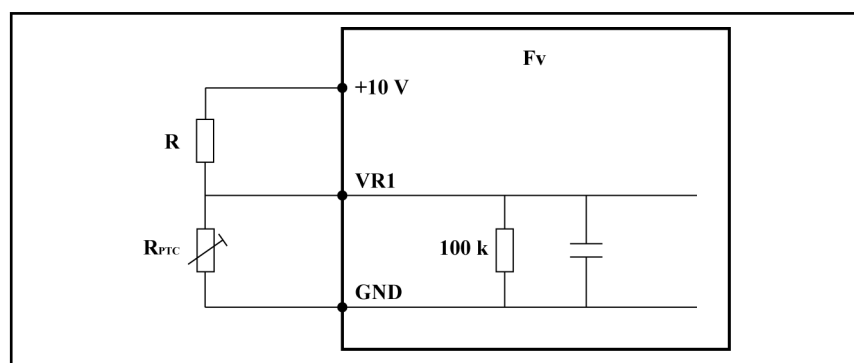 Fv
+10 V
R
VR1
RPTC
100 k
GND